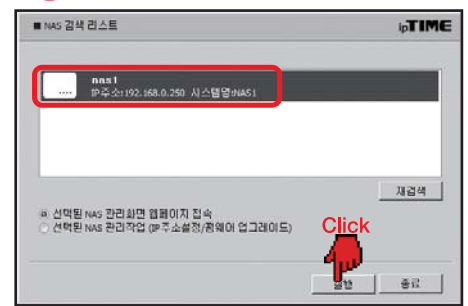 ■ NAS 검색 리스트
ipTIME
nas1
IP주소:192.168.0.250 시스템명:NAS1
재검색
선택된 NAS 관리화면 웹페이지 접속
선택된 NAS 관리작업 (IP주소설정/펌웨어 업그레이드)
Click
실행 종료